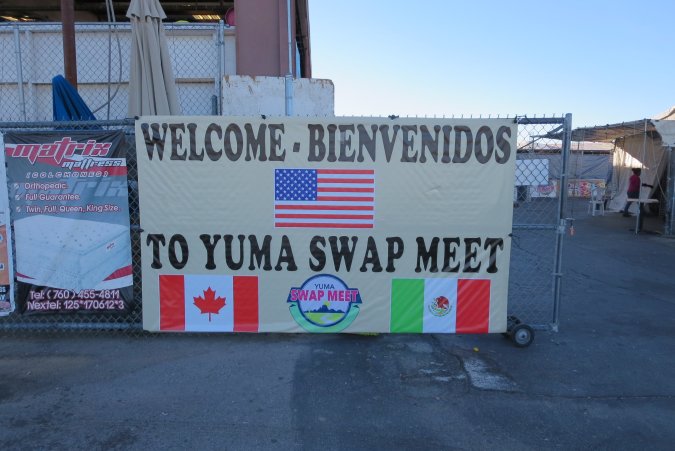 WELCOME - BIENVENIDOS
TO YUMA SWAP MEET
YUMA
SWAP MEET
matrix
mattress
(COLCHONES)
Orthopedic
Full Guarantee
Twin, Full, Queen, King Size
Tel: (760) 455-4811
Nextel: 125*170612*3